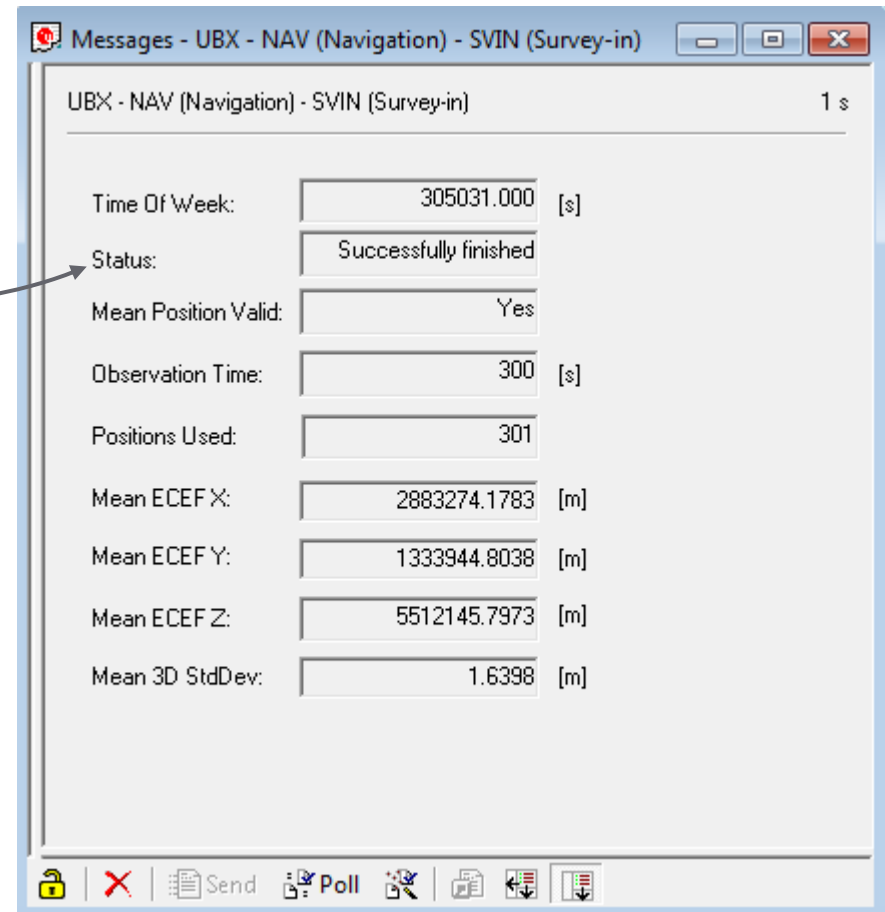 Messages - UBX - NAV (Navigation) - SVIN (Survey-in)
UBX - NAV (Navigation) - SVIN (Survey-in) 1 s
Time Of Week: 305031.000 [s]
Status: Successfully finished
Mean Position Valid: Yes
Observation Time: 300 [s]
Positions Used: 301
Mean ECEF X: 2883274.1783 [m]
Mean ECEF Y: 1333944.8038 [m]
Mean ECEF Z: 5512145.7973 [m]
Mean 3D StdDev: 1.6398 [m]
Send Poll